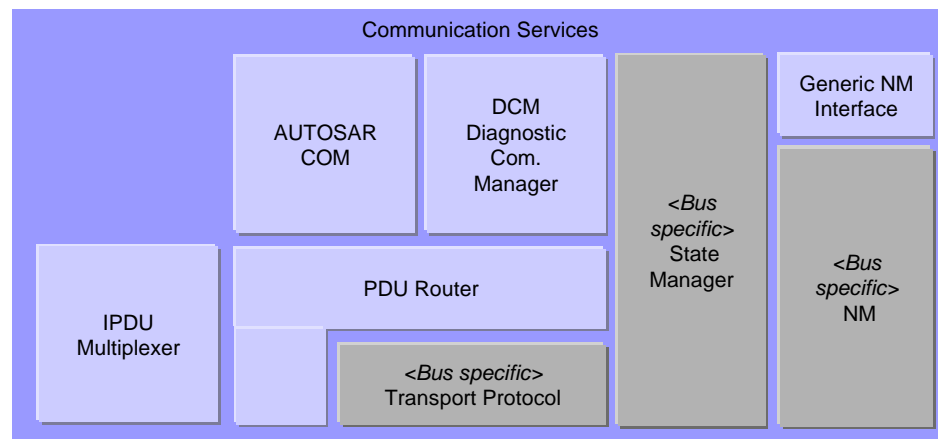 Communication Services
AUTOSAR
COM
DCM
Diagnostic
Com.
Manager
<Bus
specific>
State
Manager
Generic NM
Interface
<Bus
specific>
NM
IPDU
Multiplexer
PDU Router
<Bus specific>
Transport Protocol